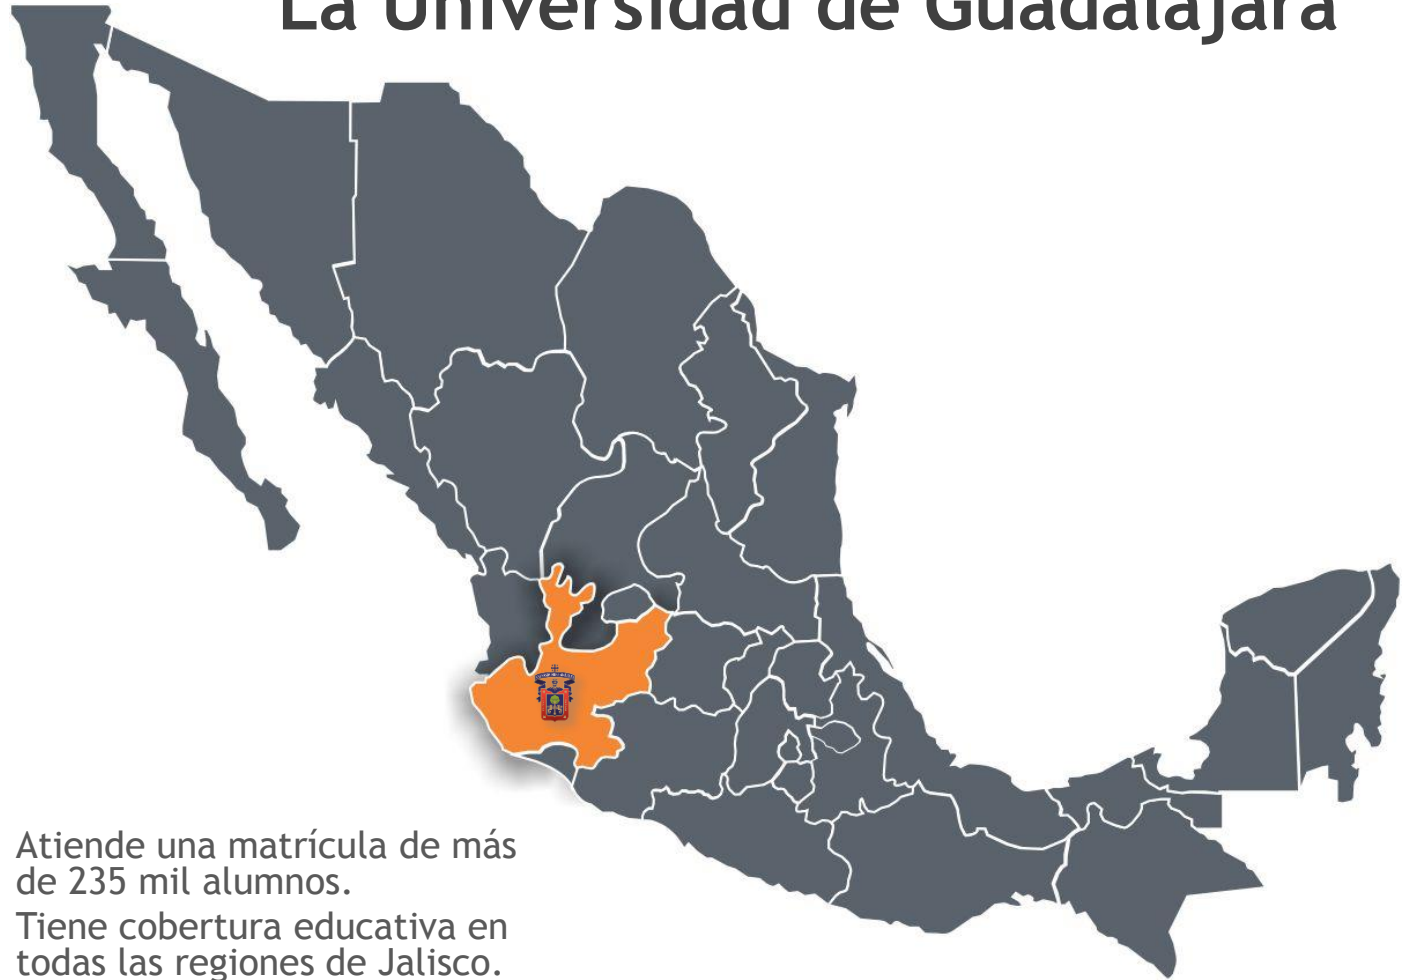 La Universidad de Guadalajara
Atiende una matrícula de más
de 235 mil alumnos.
Tiene cobertura educativa en
todas las regiones de Jalisco.